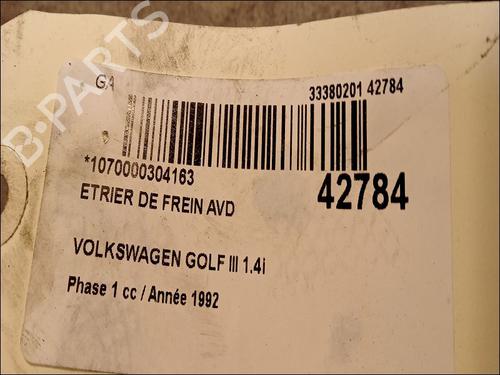 B-PARTS
GA
33380201 42784
*1070000304163
42784
ETRIER DE FREIN AVD
VOLKSWAGEN GOLF III 1.4i
Phase 1 cc / Année 1992